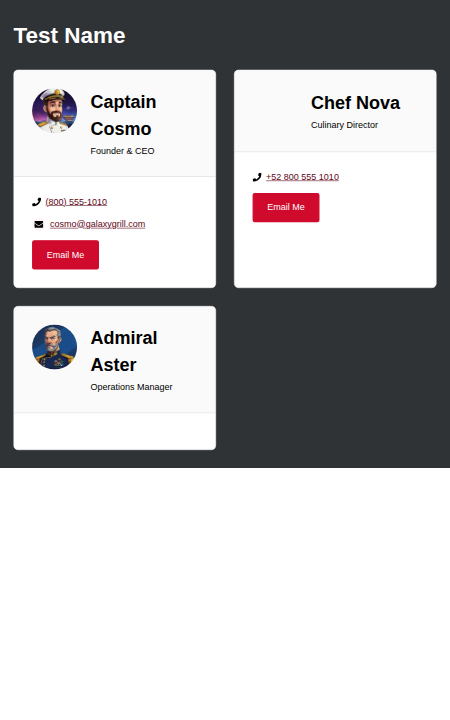 Test Name
Captain
Cosmo
Founder & CEO
(800) 555-1010
cosmo@galaxygrill.com
Email Me
Chef Nova
Culinary Director
+52 800 555 1010
Email Me
Admiral
Aster
Operations Manager